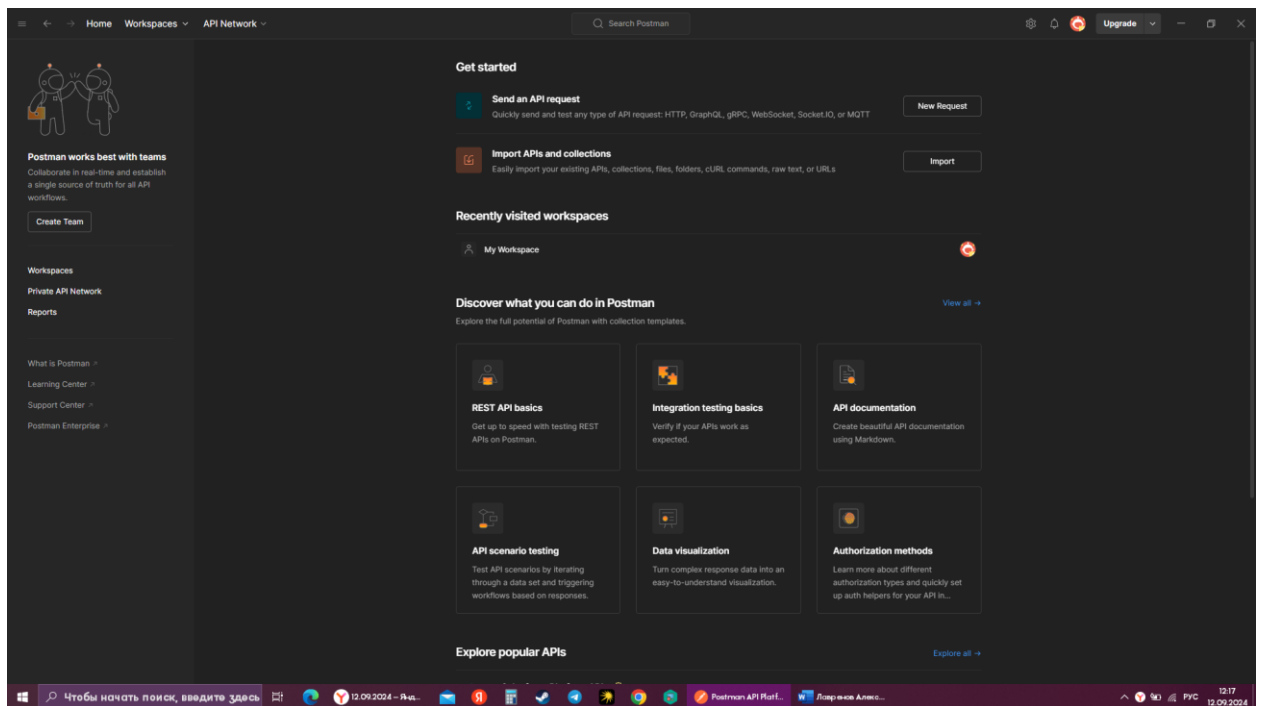 Home Workspaces API Network
Search Postman
Upgrade
Postman works best with teams
Collaborate in real-time and establish
a single source of truth for all API
workflows.
Create Team
Workspaces
Private API Network
Reports
What is Postman
Learning Center
Support Center
Postman Enterprise
Get started
Send an API request
Quickly send and test any type of API request: HTTP, GraphQL, gRPC, WebSocket, Socket.IO, or MQTT
New Request
Import APIs and collections
Easily import your existing APIs, collections, files, folders, cURL commands, raw text, or URLs
Import
Recently visited workspaces
My Workspace
Discover what you can do in Postman
View all →
Explore the full potential of Postman with collection templates.
REST API basics
Get up to speed with testing REST
APIs on Postman.
Integration testing basics
Verify if your APIs work as
expected.
API documentation
Create beautiful API documentation
using Markdown.
API scenario testing
Test API scenarios by iterating
through a data set and triggering
workflows based on responses.
Data visualization
Turn complex response data into an
easy-to-understand visualization.
Authorization methods
Learn more about different
authorization types and quickly set
up auth helpers for your API in...
Explore popular APIs
Explore all →
Чтобы начать поиск, введите здесь
12.09.2024 – Янд...
Postman API Platf...
Лавренов Алекс...
РУС
12:17
12.09.2024